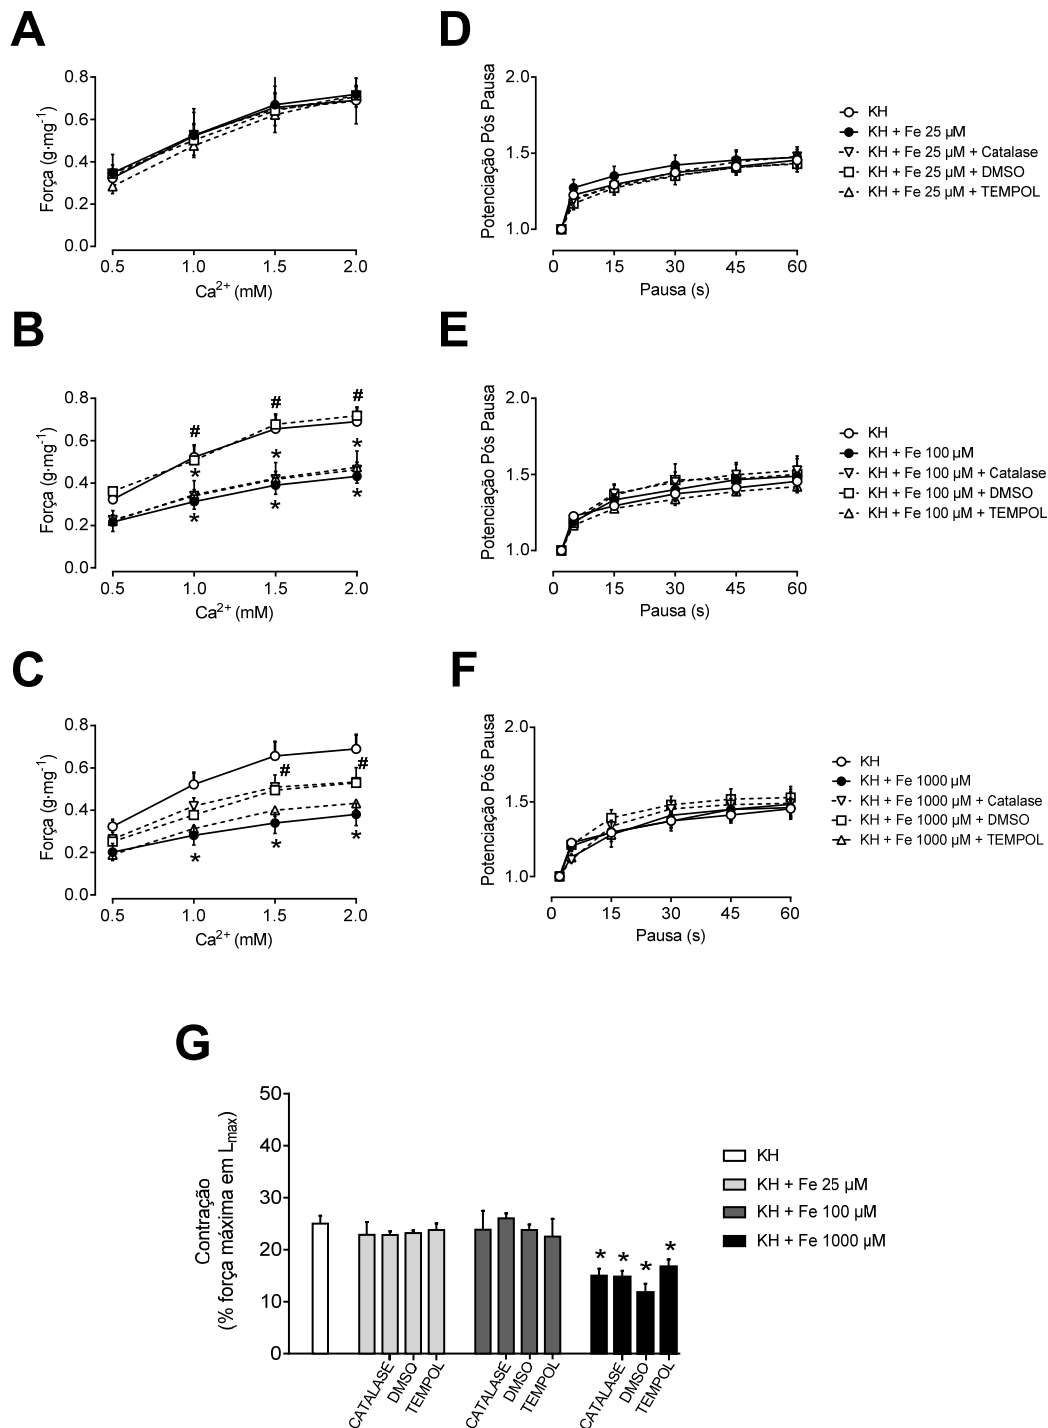 A
D
0.8
0.6
0.4
0.2
0.0
Força (g·mg⁻¹)
0.5 1.0 1.5 2.0
Ca²⁺ (mM)
2.0
1.5
1.0
Potenciação Pós Pausa
0 15 30 45 60
Pausa (s)
KH
KH + Fe 25 µM
KH + Fe 25 µM + Catalase
KH + Fe 25 µM + DMSO
KH + Fe 25 µM + TEMPOL
B
E
0.8
0.6
0.4
0.2
0.0
Força (g·mg⁻¹)
# # #
* * *
* * *
0.5 1.0 1.5 2.0
Ca²⁺ (mM)
2.0
1.5
1.0
Potenciação Pós Pausa
0 15 30 45 60
Pausa (s)
KH
KH + Fe 100 µM
KH + Fe 100 µM + Catalase
KH + Fe 100 µM + DMSO
KH + Fe 100 µM + TEMPOL
C
F
0.8
0.6
0.4
0.2
0.0
Força (g·mg⁻¹)
# #
* * *
0.5 1.0 1.5 2.0
Ca²⁺ (mM)
2.0
1.5
1.0
Potenciação Pós Pausa
0 15 30 45 60
Pausa (s)
KH
KH + Fe 1000 µM
KH + Fe 1000 µM + Catalase
KH + Fe 1000 µM + DMSO
KH + Fe 1000 µM + TEMPOL
G
50
40
30
20
10
0
Contração
(% força máxima em Lmax)
* * * *
CATALASE
DMSO
TEMPOL
CATALASE
DMSO
TEMPOL
CATALASE
DMSO
TEMPOL
KH
KH + Fe 25 µM
KH + Fe 100 µM
KH + Fe 1000 µM